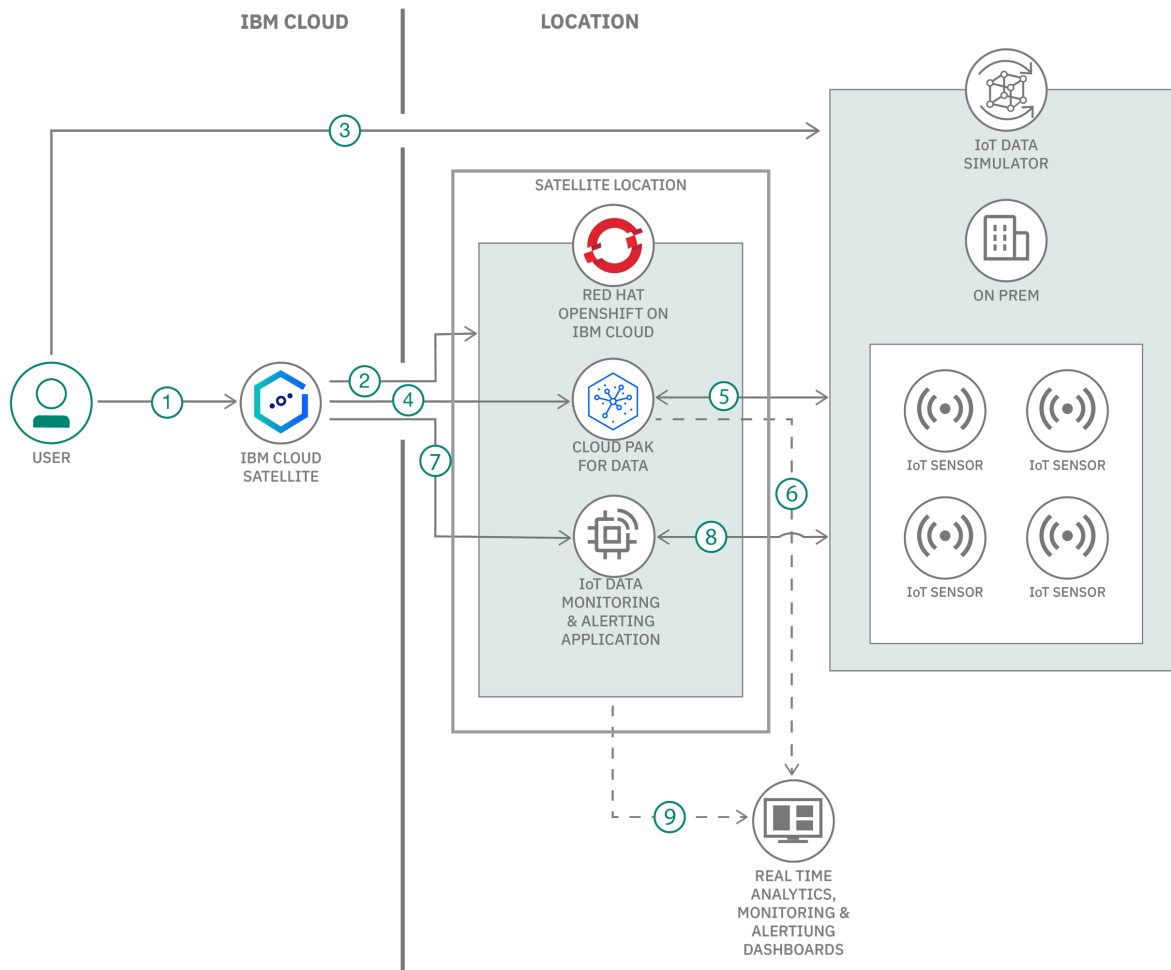 IBM CLOUD
LOCATION
3
IoT DATA
SIMULATOR
SATELLITE LOCATION
RED HAT
OPENSHIFT ON
IBM CLOUD
ON PREM
1
2
4
5
USER
IBM CLOUD
SATELLITE
7
CLOUD PAK
FOR DATA
6
IoT SENSOR
IoT SENSOR
8
IoT DATA
MONITORING
& ALERTING
APPLICATION
IoT SENSOR
IoT SENSOR
9
REAL TIME
ANALYTICS,
MONITORING &
ALERTIUNG
DASHBOARDS